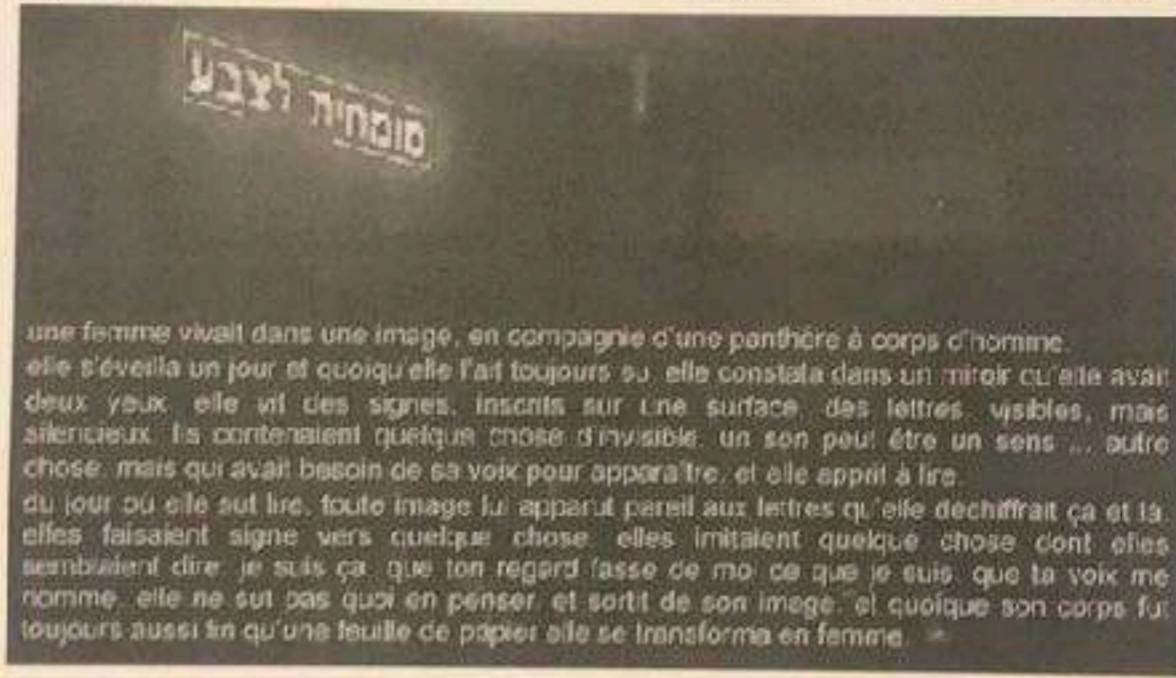 מומחית לצבע
une femme vivait dans une image, en compagnie d'une panthère à corps d'homme.
elle s'éveilla un jour et quoiqu'elle l'ait toujours su, elle constata dans un miroir qu'elle avait
deux yeux. elle vit des signes, inscrits sur une surface, des lettres visibles, mais
silencieux. ils contenaient quelque chose d'invisible. un son peut être un sens ... autre
chose, mais qui avait besoin de sa voix pour apparaître, et elle apprit à lire.
du jour où elle sut lire, toute image lui apparut pareil aux lettres qu'elle déchiffrait ça et là.
elles faisaient signe vers quelque chose. elles imitaient quelque chose dont elles
semblaient dire je suis ça. que ton regard fasse de moi ce que je suis. que ta voix me
nomme. elle ne sut pas quoi en penser, et sortit de son image. et quoique son corps fut
toujours aussi fin qu'une feuille de papier elle se transforma en femme.